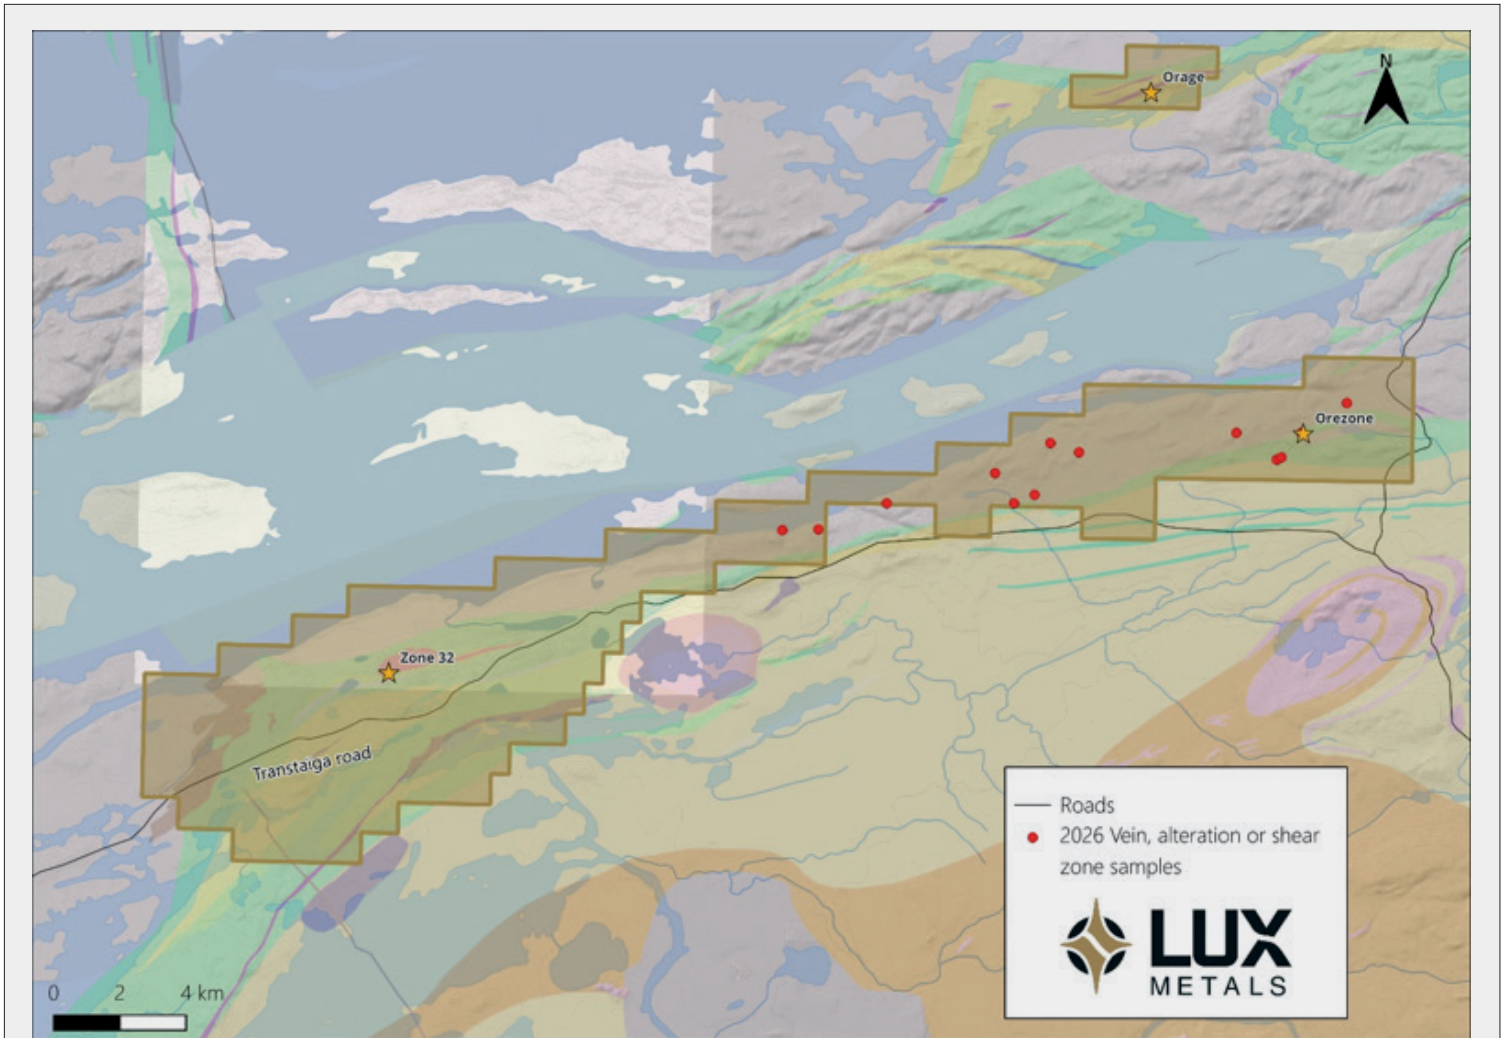 N
Orage
Orezone
Zone 32
Transtaiga road
Roads
2026 Vein, alteration or shear
zone samples
LUX
METALS
0 2 4 km